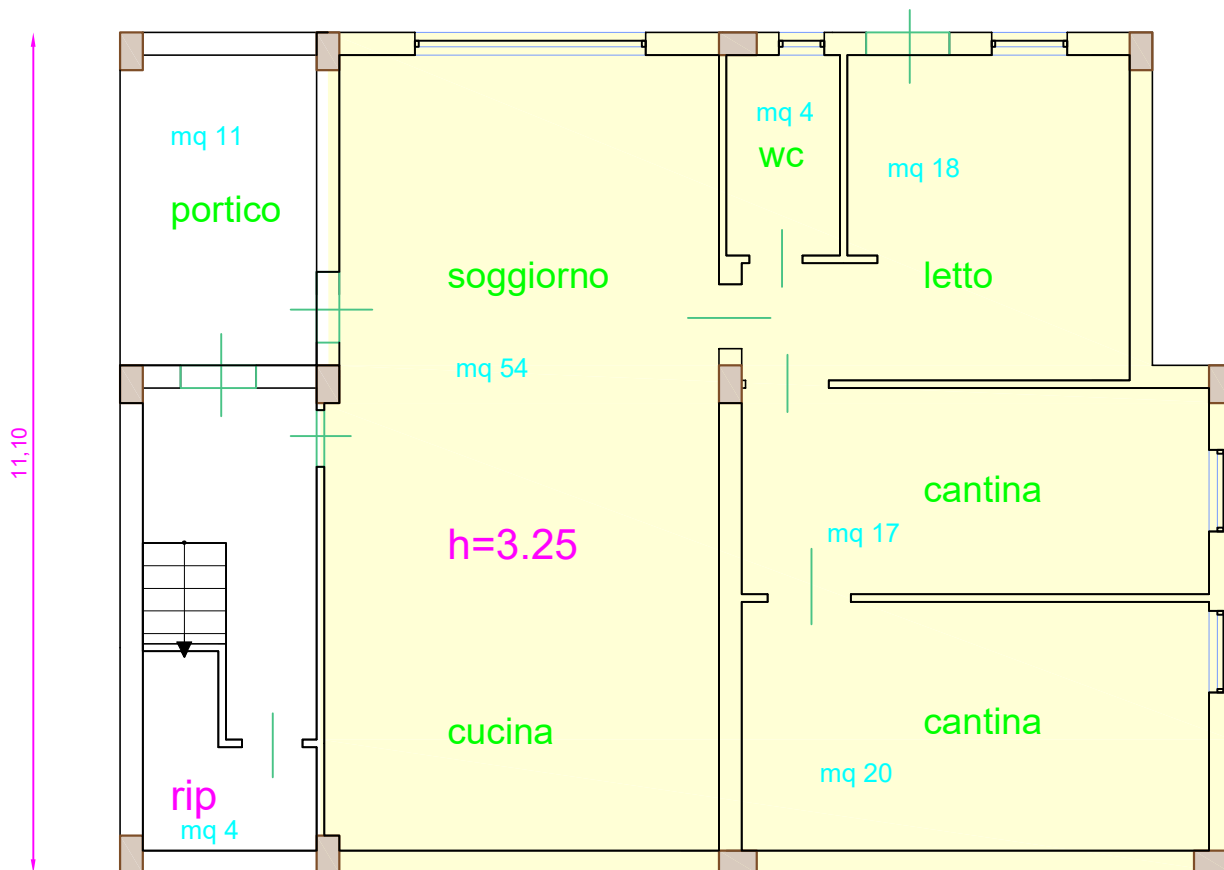 mq 11
portico
mq 4
wc
mq 18
soggiorno
letto
mq 54
11,10
cantina
h=3.25
mq 17
cucina
cantina
rip
mq 20
mq 4